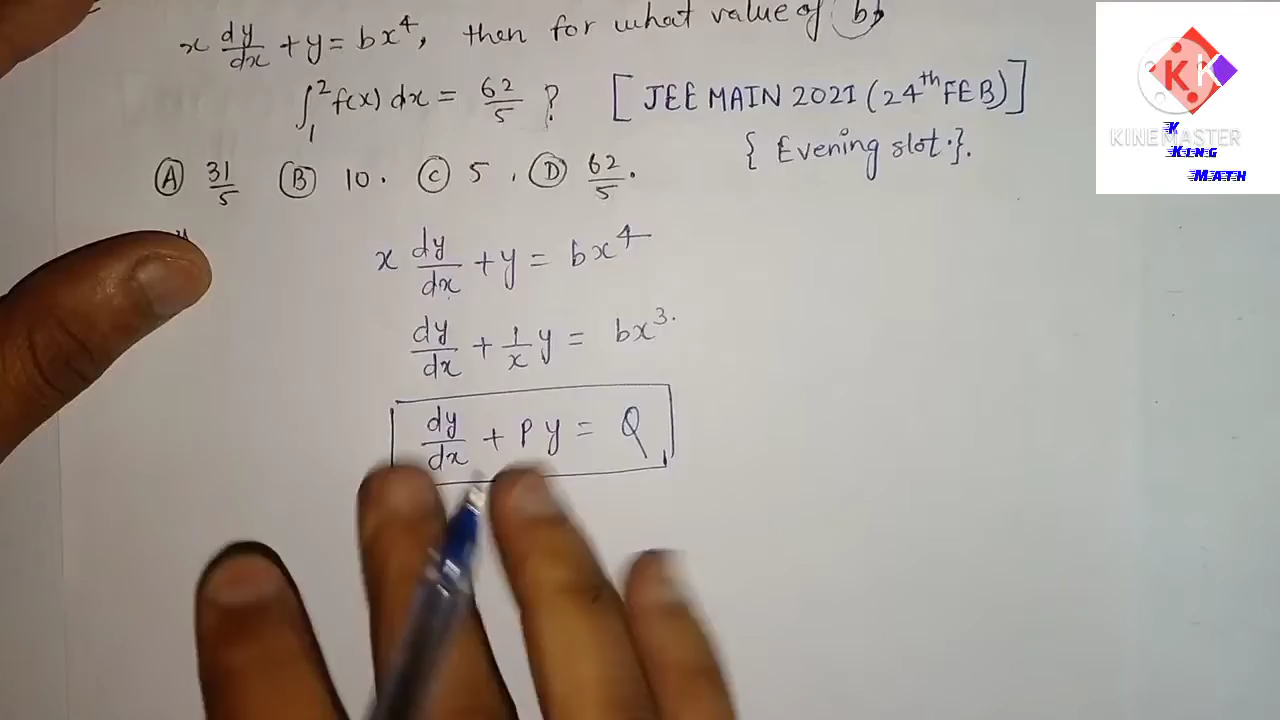 x dy/dx + y = bx⁴, then for what value of b,
∫₁² f(x) dx = 62/5 ? [JEE MAIN 2021 (24th FEB)]
{Evening slot.}.
(A) 31/5 (B) 10. (C) 5, (D) 62/5.
x dy/dx + y = bx⁴
dy/dx + 1/x y = bx³.
dy/dx + P y = Q
K K
KINEMASTER
K
KING
MATH